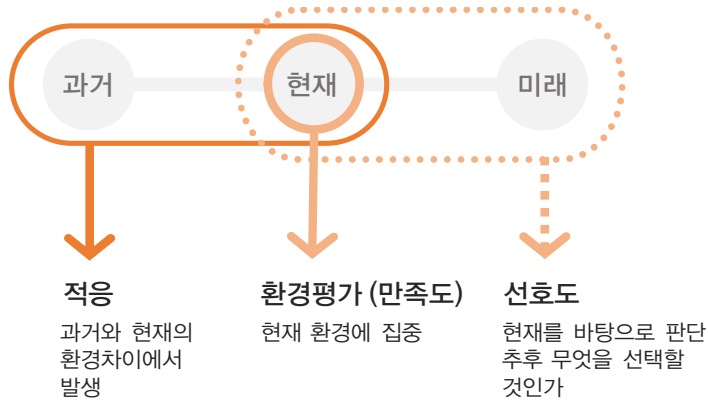 과거
현재
미래
적응
과거와 현재의
환경차이에서
발생
환경평가 (만족도)
현재 환경에 집중
선호도
현재를 바탕으로 판단
추후 무엇을 선택할
것인가